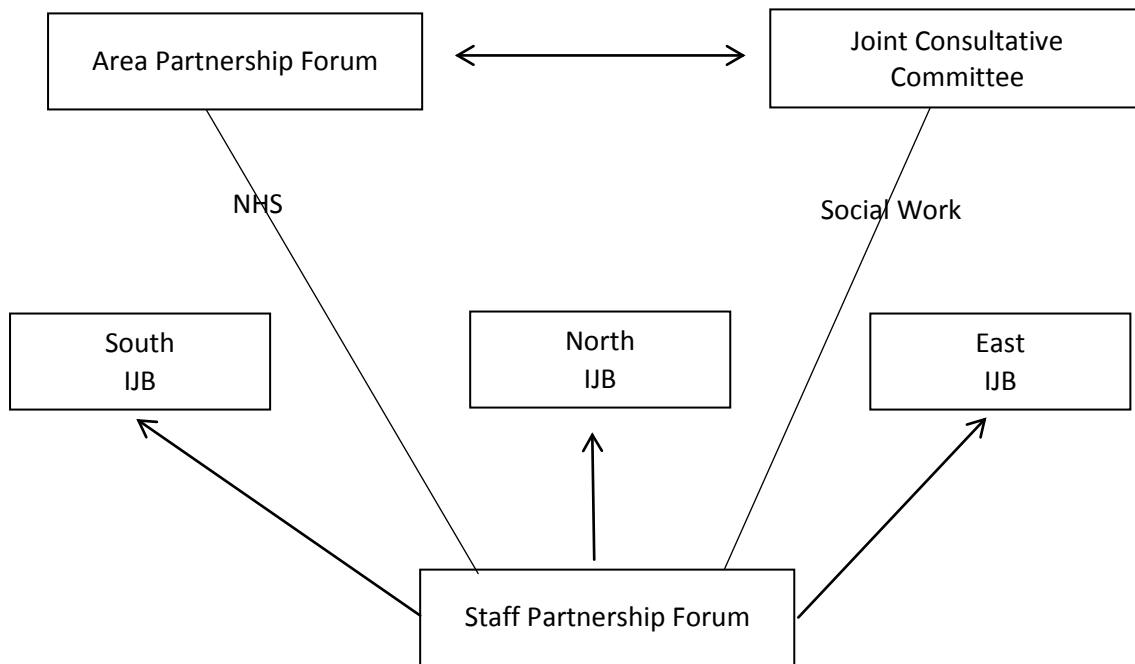 Area Partnership Forum
Joint Consultative
Committee
NHS
Social Work
South
IJB
North
IJB
East
IJB
Staff Partnership Forum